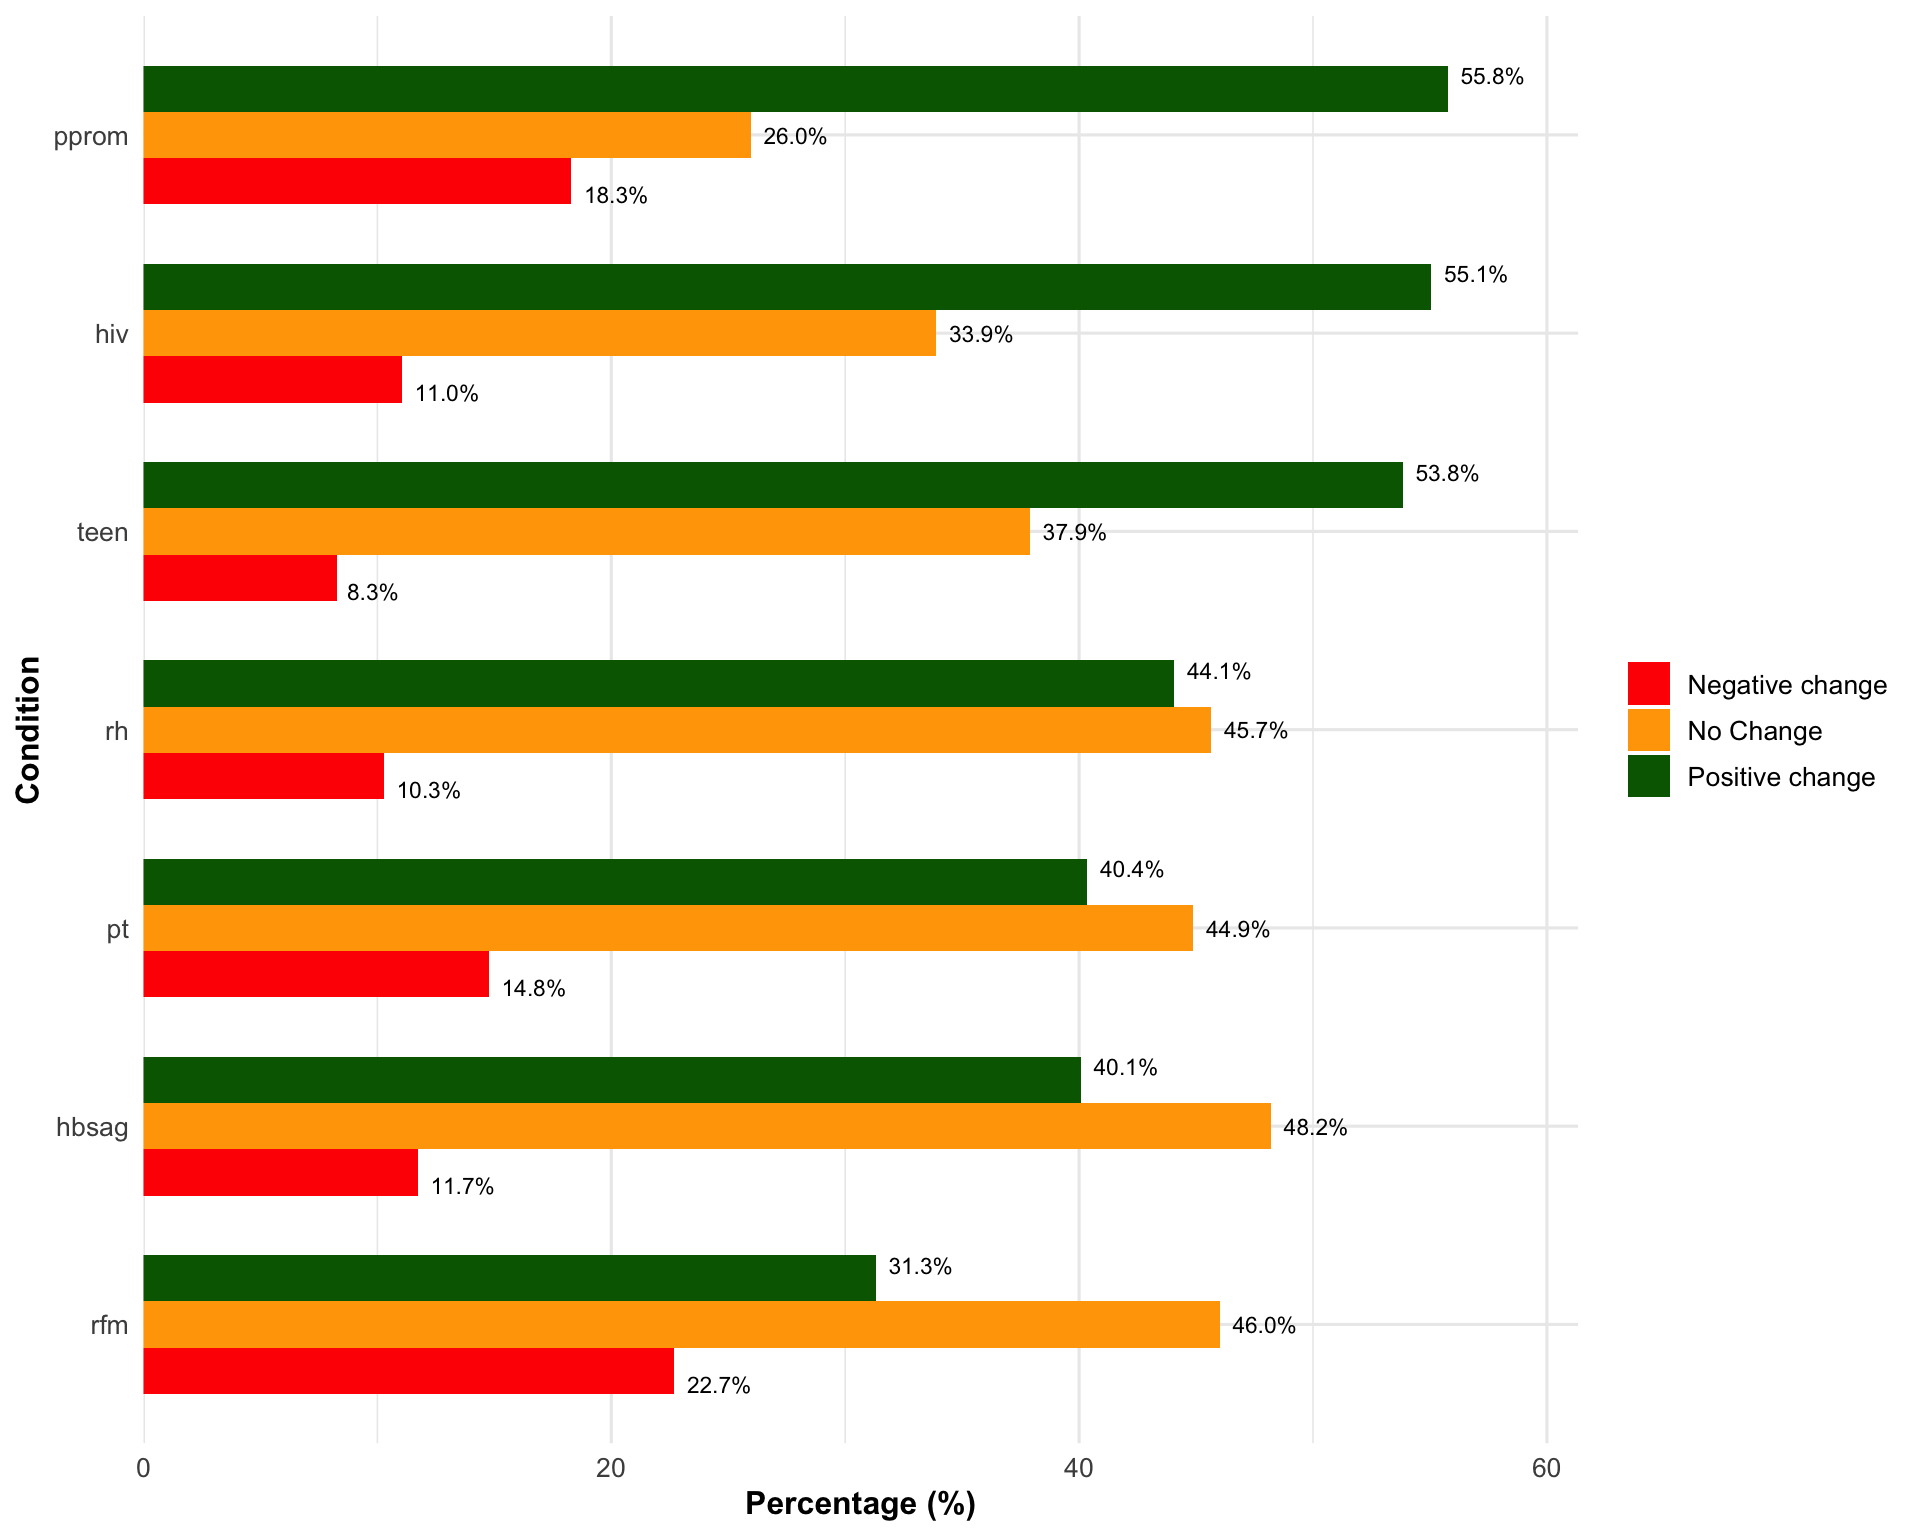 55.8%
pprom
26.0%
18.3%
55.1%
hiv
33.9%
11.0%
53.8%
teen
37.9%
8.3%
44.1%
rh
45.7%
10.3%
40.4%
pt
44.9%
14.8%
40.1%
hbsag
48.2%
11.7%
31.3%
rfm
46.0%
22.7%
0 20 40 60
Percentage (%)
Condition
Negative change
No Change
Positive change